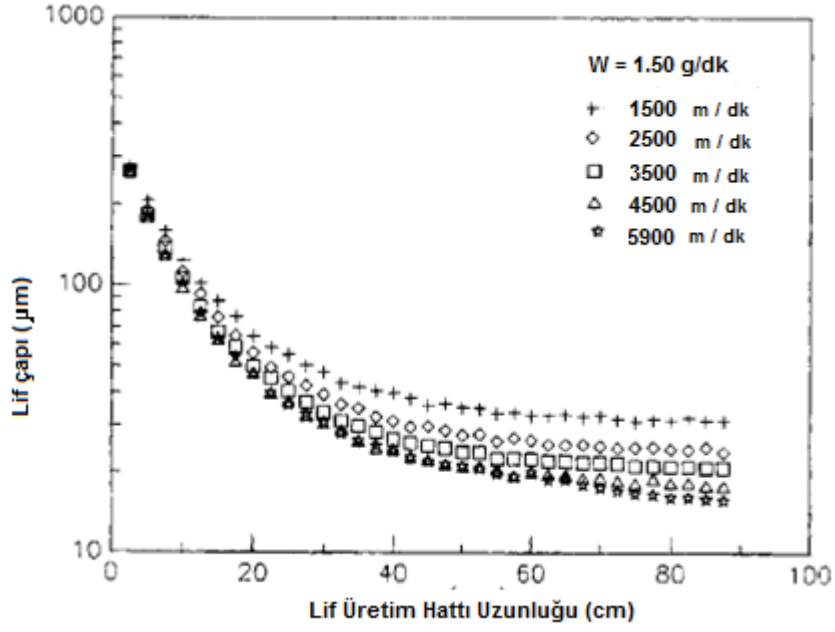 1000
100
10
Lif çapı (µm)
W = 1.50 g/dk
1500 m / dk
2500 m / dk
3500 m / dk
4500 m / dk
5900 m / dk
0 20 40 60 80 100
Lif Üretim Hattı Uzunluğu (cm)